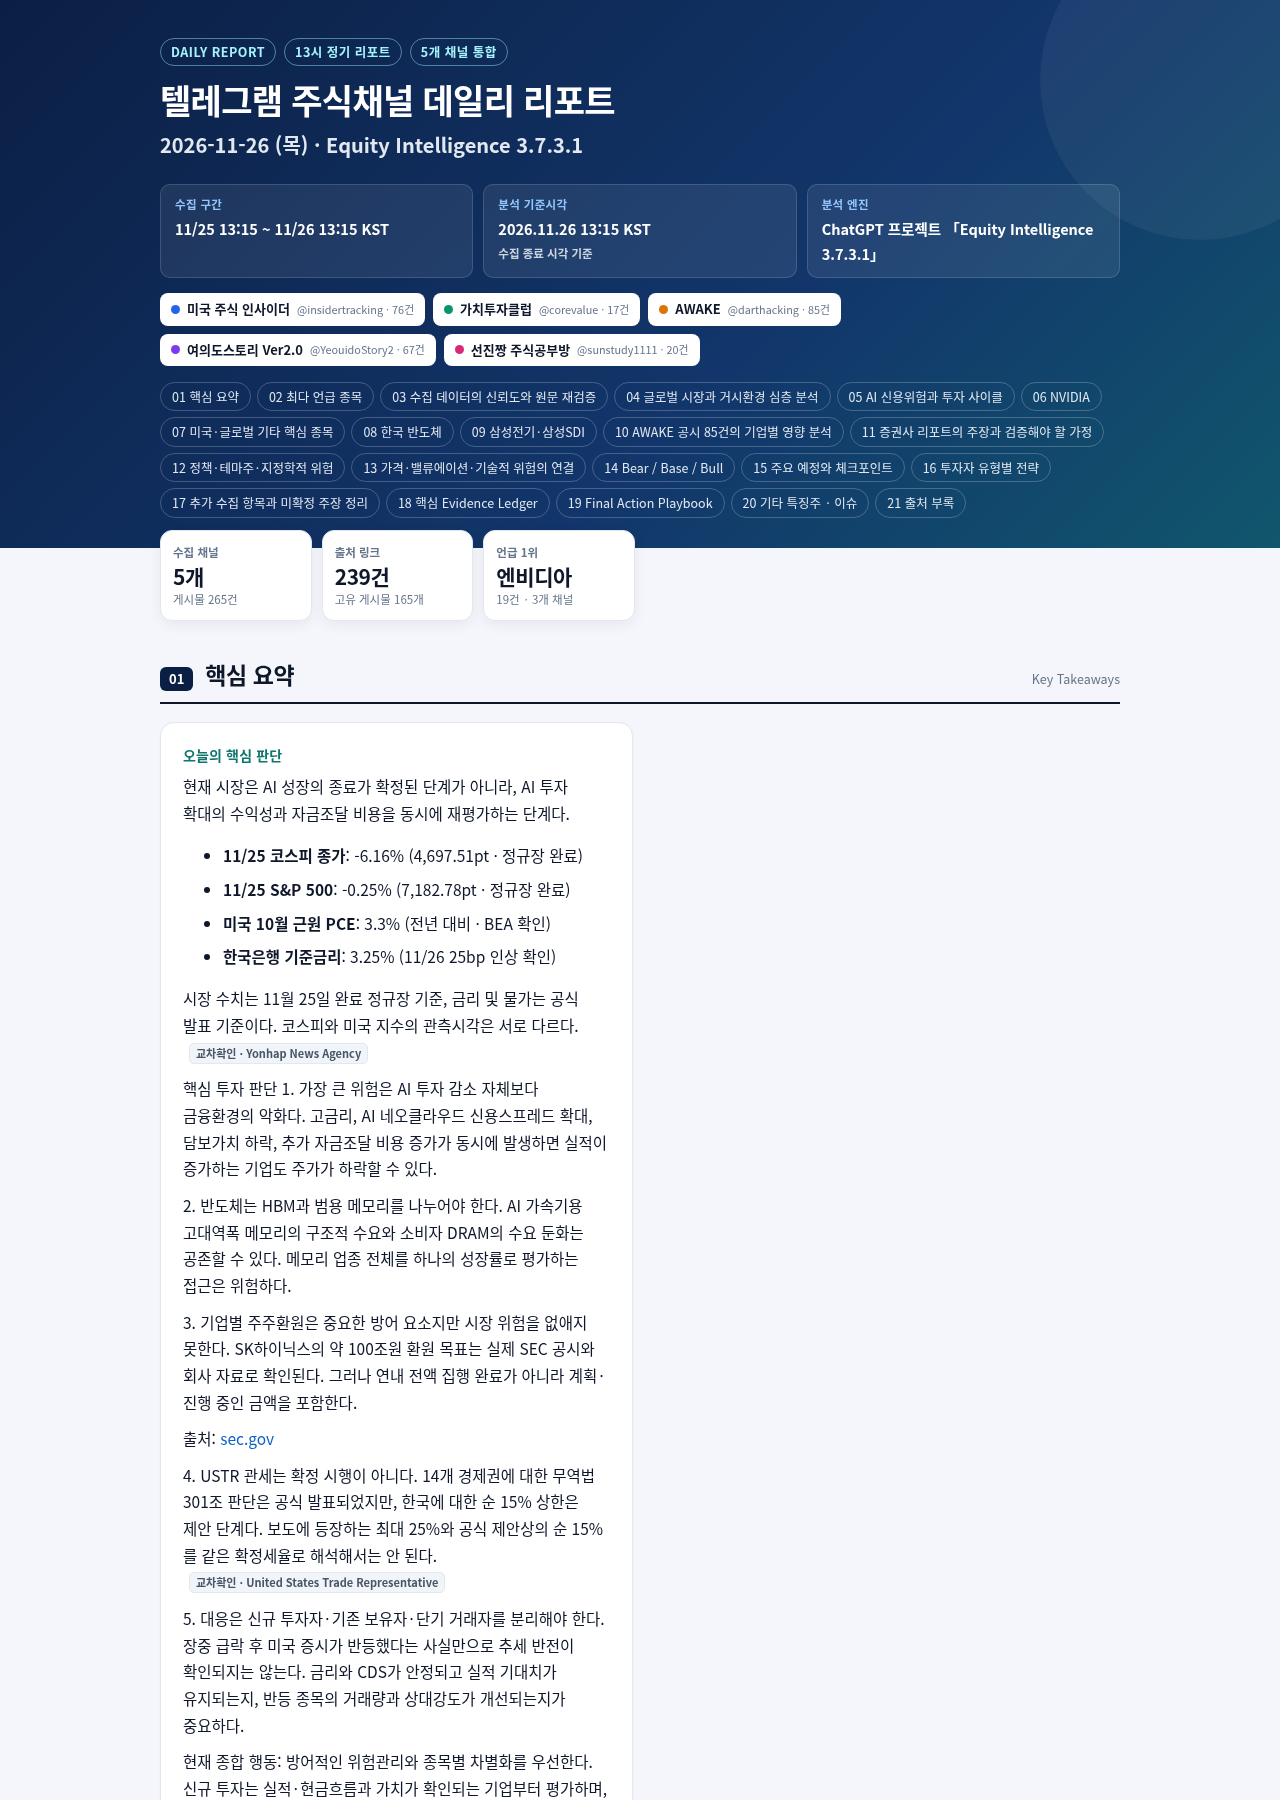 DAILY REPORT
13시 정기 리포트
5개 채널 통합
텔레그램 주식채널 데일리 리포트
2026-11-26 (목) · Equity Intelligence 3.7.3.1
수집 구간
11/25 13:15 ~ 11/26 13:15 KST
분석 기준시각
2026.11.26 13:15 KST
수집 종료 시각 기준
분석 엔진
ChatGPT 프로젝트 「Equity Intelligence
3.7.3.1」
미국 주식 인사이더 @insidertracking · 76건
가치투자클럽 @corevalue · 17건
AWAKE @darthacking · 85건
여의도스토리 Ver2.0 @YeouidoStory2 · 67건
선진짱 주식공부방 @sunstudy1111 · 20건
01 핵심 요약
02 최다 언급 종목
03 수집 데이터의 신뢰도와 원문 재검증
04 글로벌 시장과 거시환경 심층 분석
05 AI 신용위험과 투자 사이클
06 NVIDIA
07 미국·글로벌 기타 핵심 종목
08 한국 반도체
09 삼성전기·삼성SDI
10 AWAKE 공시 85건의 기업별 영향 분석
11 증권사 리포트의 주장과 검증해야 할 가정
12 정책·테마주·지정학적 위험
13 가격·밸류에이션·기술적 위험의 연결
14 Bear / Base / Bull
15 주요 예정와 체크포인트
16 투자자 유형별 전략
17 추가 수집 항목과 미확정 주장 정리
18 핵심 Evidence Ledger
19 Final Action Playbook
20 기타 특징주 · 이슈
21 출처 부록
수집 채널
5개
게시물 265건
출처 링크
239건
고유 게시물 165개
언급 1위
엔비디아
19건 · 3개 채널
01 핵심 요약
Key Takeaways
오늘의 핵심 판단
현재 시장은 AI 성장의 종료가 확정된 단계가 아니라, AI 투자
확대의 수익성과 자금조달 비용을 동시에 재평가하는 단계다.
• 11/25 코스피 종가: -6.16% (4,697.51pt · 정규장 완료)
• 11/25 S&P 500: -0.25% (7,182.78pt · 정규장 완료)
• 미국 10월 근원 PCE: 3.3% (전년 대비 · BEA 확인)
• 한국은행 기준금리: 3.25% (11/26 25bp 인상 확인)
시장 수치는 11월 25일 완료 정규장 기준, 금리 및 물가는 공식
발표 기준이다. 코스피와 미국 지수의 관측시각은 서로 다르다.
교차확인 · Yonhap News Agency
핵심 투자 판단 1. 가장 큰 위험은 AI 투자 감소 자체보다
금융환경의 악화다. 고금리, AI 네오클라우드 신용스프레드 확대,
담보가치 하락, 추가 자금조달 비용 증가가 동시에 발생하면 실적이
증가하는 기업도 주가가 하락할 수 있다.
2. 반도체는 HBM과 범용 메모리를 나누어야 한다. AI 가속기용
고대역폭 메모리의 구조적 수요와 소비자 DRAM의 수요 둔화는
공존할 수 있다. 메모리 업종 전체를 하나의 성장률로 평가하는
접근은 위험하다.
3. 기업별 주주환원은 중요한 방어 요소지만 시장 위험을 없애지
못한다. SK하이닉스의 약 100조원 환원 목표는 실제 SEC 공시와
회사 자료로 확인된다. 그러나 연내 전액 집행 완료가 아니라 계획·
진행 중인 금액을 포함한다.
출처: sec.gov
4. USTR 관세는 확정 시행이 아니다. 14개 경제권에 대한 무역법
301조 판단은 공식 발표되었지만, 한국에 대한 순 15% 상한은
제안 단계다. 보도에 등장하는 최대 25%와 공식 제안상의 순 15%
를 같은 확정세율로 해석해서는 안 된다.
교차확인 · United States Trade Representative
5. 대응은 신규 투자자·기존 보유자·단기 거래자를 분리해야 한다.
장중 급락 후 미국 증시가 반등했다는 사실만으로 추세 반전이
확인되지는 않는다. 금리와 CDS가 안정되고 실적 기대치가
유지되는지, 반등 종목의 거래량과 상대강도가 개선되는지가
중요하다.
현재 종합 행동: 방어적인 위험관리와 종목별 차별화를 우선한다.
신규 투자는 실적·현금흐름과 가치가 확인되는 기업부터 평가하며,